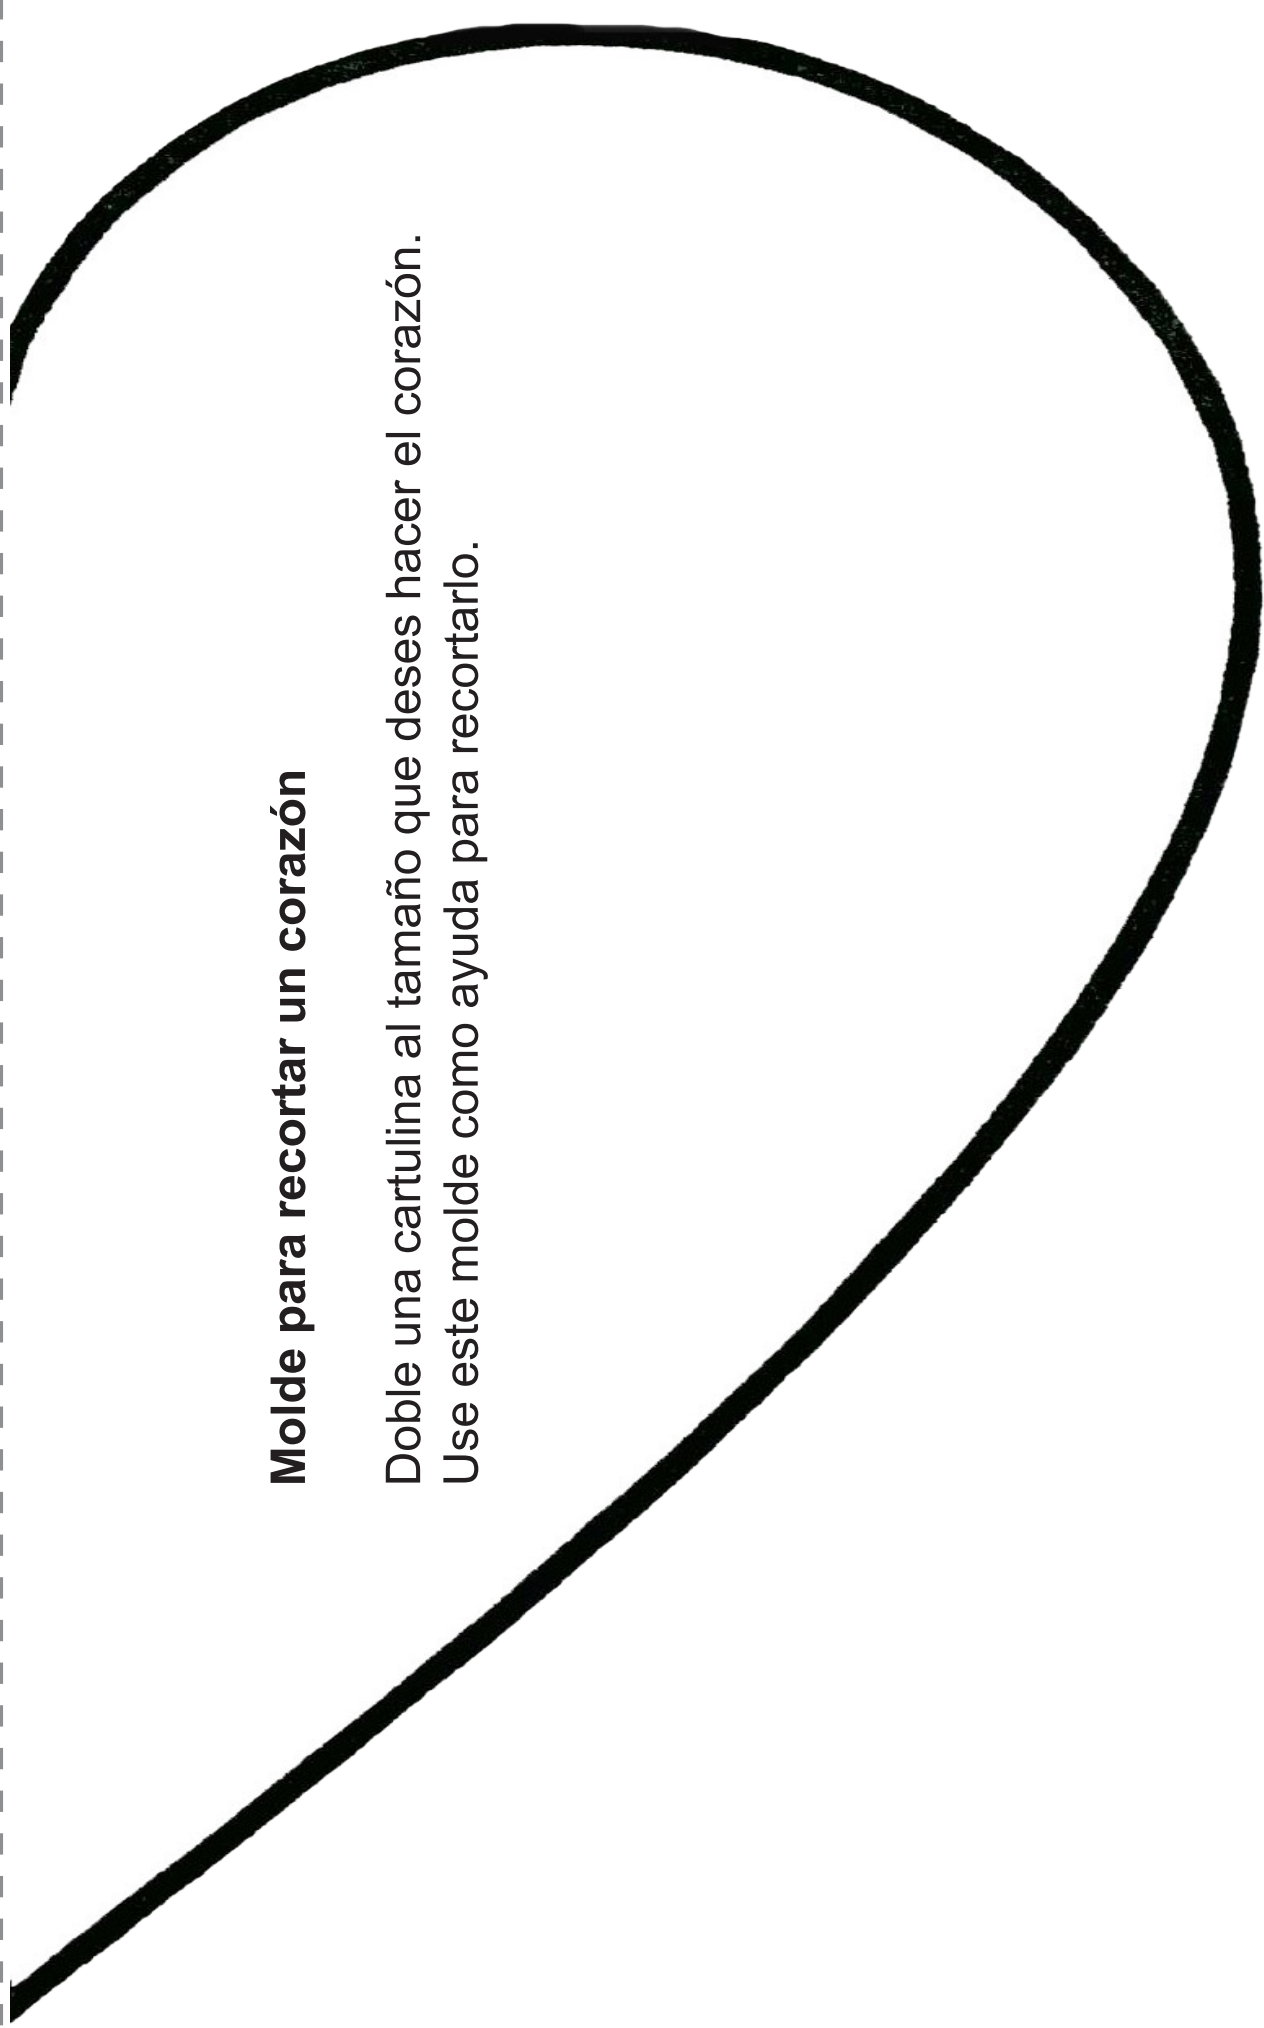 Molde para recortar un corazón
Doble una cartulina al tamaño que deses hacer el corazón.
Use este molde como ayuda para recortarlo.